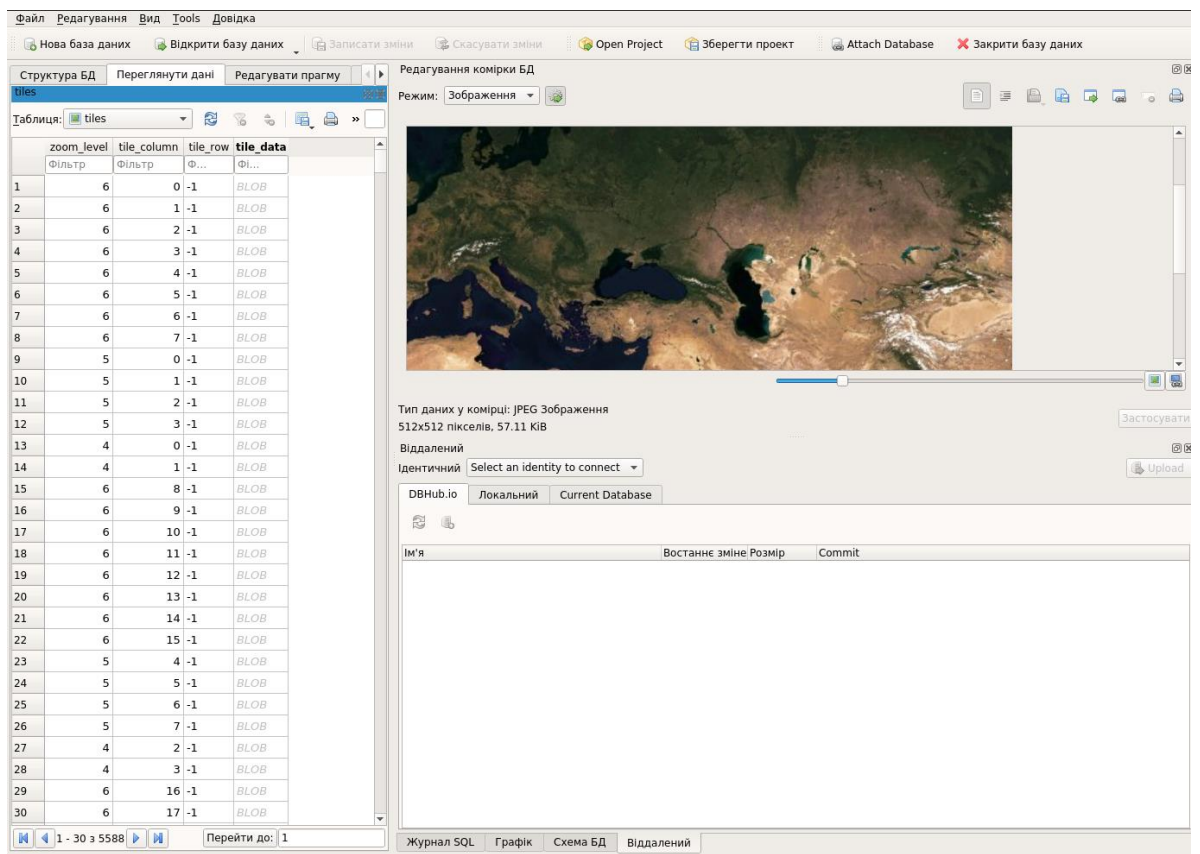 Файл Редагування Вид Tools Довідка
Нова база даних Відкрити базу даних Записати зміни Скасувати зміни Open Project Зберегти проект Attach Database Закрити базу даних
Структура БД Переглянути дані Редагувати прагму
tiles
Таблиця: tiles »
zoom_level tile_column tile_row tile_data
Фільтр Фільтр Ф... Фі...
1 6 0 -1 BLOB
2 6 1 -1 BLOB
3 6 2 -1 BLOB
4 6 3 -1 BLOB
5 6 4 -1 BLOB
6 6 5 -1 BLOB
7 6 6 -1 BLOB
8 6 7 -1 BLOB
9 5 0 -1 BLOB
10 5 1 -1 BLOB
11 5 2 -1 BLOB
12 5 3 -1 BLOB
13 4 0 -1 BLOB
14 4 1 -1 BLOB
15 6 8 -1 BLOB
16 6 9 -1 BLOB
17 6 10 -1 BLOB
18 6 11 -1 BLOB
19 6 12 -1 BLOB
20 6 13 -1 BLOB
21 6 14 -1 BLOB
22 6 15 -1 BLOB
23 5 4 -1 BLOB
24 5 5 -1 BLOB
25 5 6 -1 BLOB
26 5 7 -1 BLOB
27 4 2 -1 BLOB
28 4 3 -1 BLOB
29 6 16 -1 BLOB
30 6 17 -1 BLOB
1 - 30 з 5588 Перейти до: 1
Редагування комірки БД
Режим: Зображення
Тип даних у комірці: JPEG Зображення
512x512 пікселів, 57.11 KiB
Застосувати
Віддалений
Ідентичний Select an identity to connect Upload
DBHub.io Локальний Current Database
Ім'я Востаннє зміне Розмір Commit
Журнал SQL Графік Схема БД Віддалений